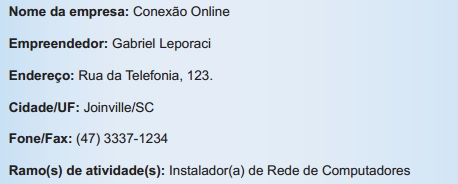 Nome da empresa: Conexão Online
Empreendedor: Gabriel Leporaci
Endereço: Rua da Telefonia, 123.
Cidade/UF: Joinville/SC
Fone/Fax: (47) 3337-1234
Ramo(s) de atividade(s): Instalador(a) de Rede de Computadores